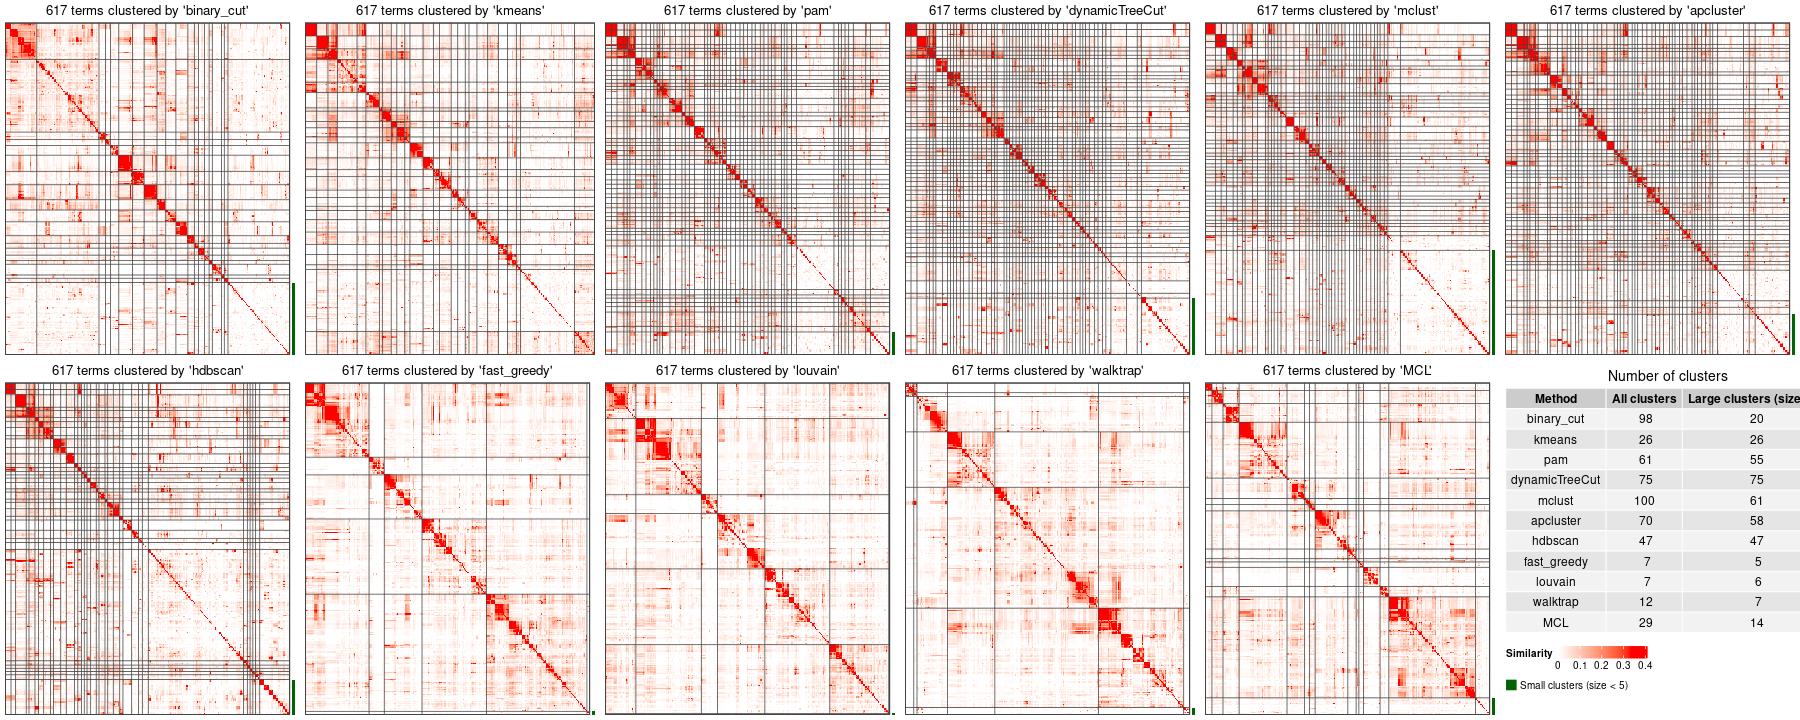 617 terms clustered by 'binary_cut'
617 terms clustered by 'kmeans'
617 terms clustered by 'pam'
617 terms clustered by 'dynamicTreeCut'
617 terms clustered by 'mclust'
617 terms clustered by 'apcluster'
617 terms clustered by 'hdbscan'
617 terms clustered by 'fast_greedy'
617 terms clustered by 'louvain'
617 terms clustered by 'walktrap'
617 terms clustered by 'MCL'
Number of clusters
Method All clusters Large clusters (size
binary_cut 98 20
kmeans 26 26
pam 61 55
dynamicTreeCut 75 75
mclust 100 61
apcluster 70 58
hdbscan 47 47
fast_greedy 7 5
louvain 7 6
walktrap 12 7
MCL 29 14
Similarity
0 0.1 0.2 0.3 0.4
Small clusters (size < 5)